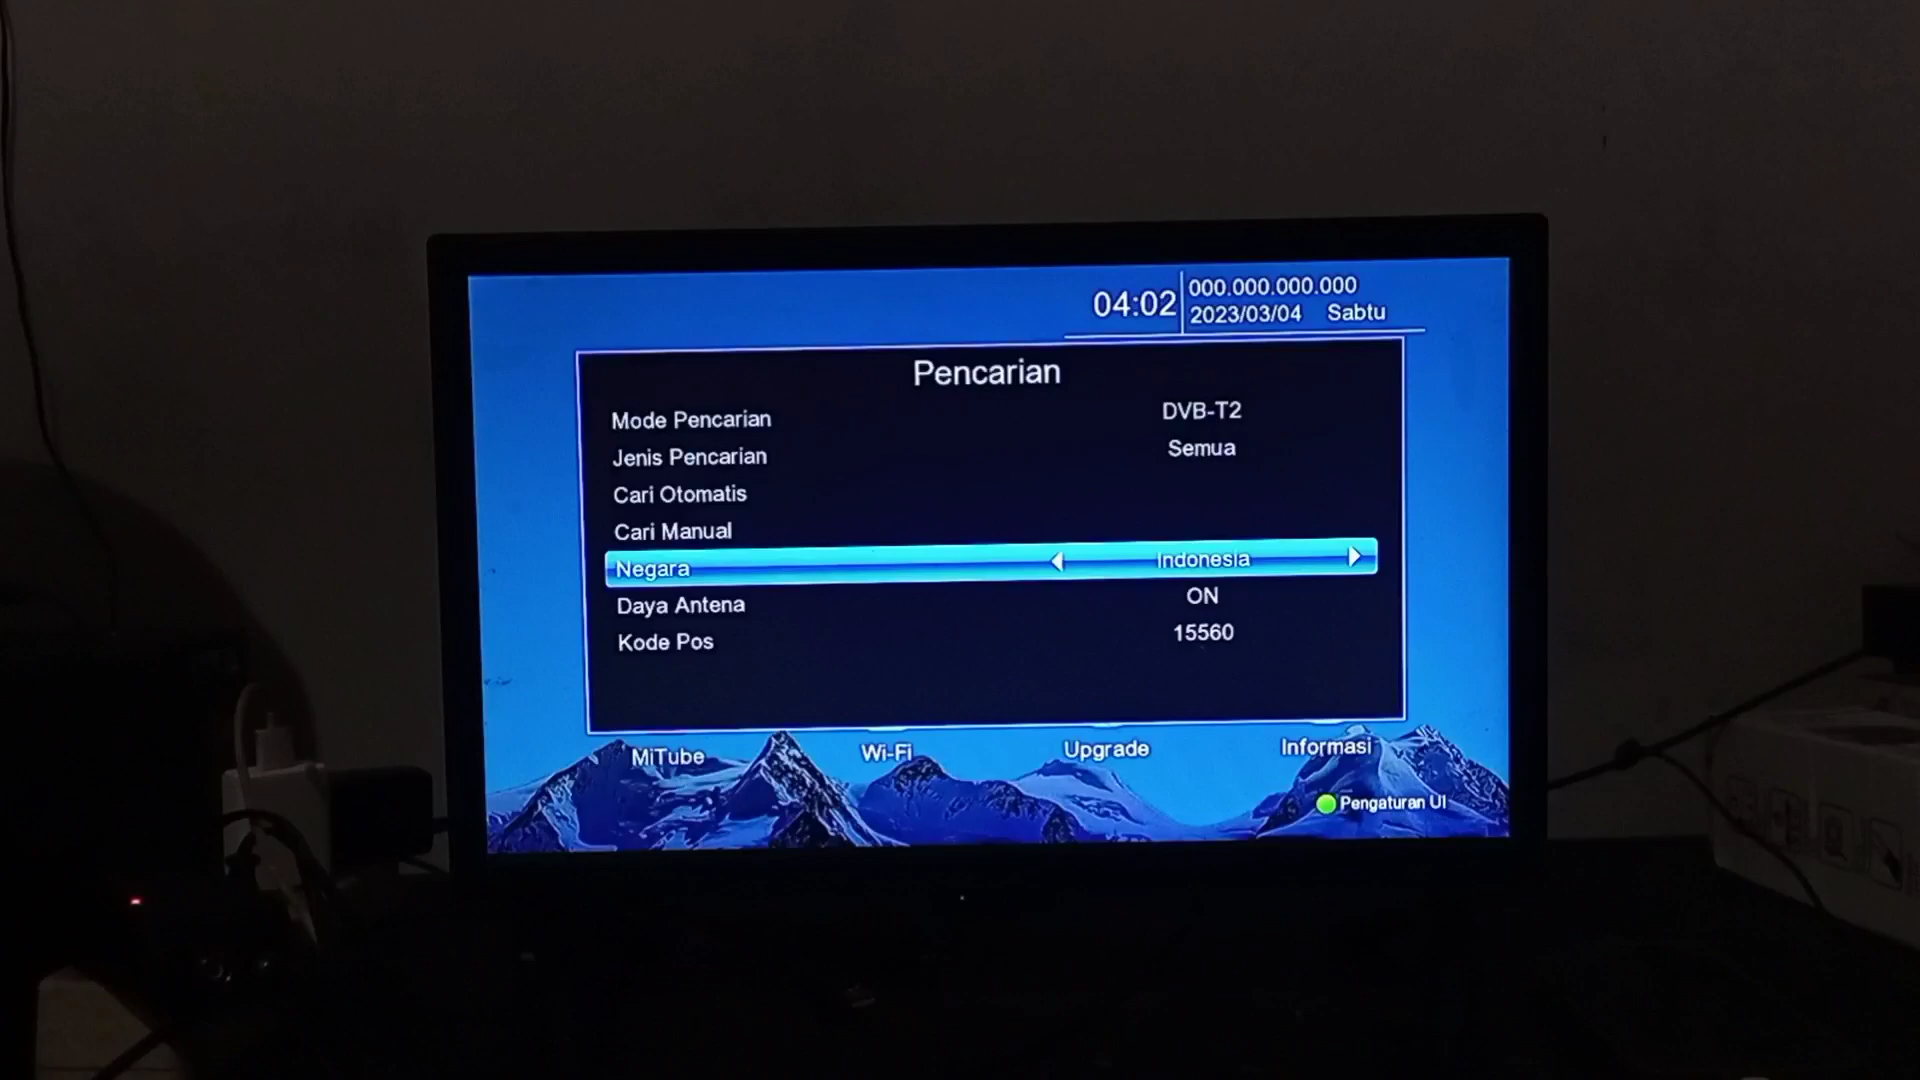 04:02
000.000.000.000
2023/03/04 Sabtu
Pencarian
Mode Pencarian DVB-T2
Jenis Pencarian Semua
Cari Otomatis
Cari Manual
Negara Indonesia
Daya Antena ON
Kode Pos 15560
MiTube Wi-Fi Upgrade Informasi
Pengaturan UI